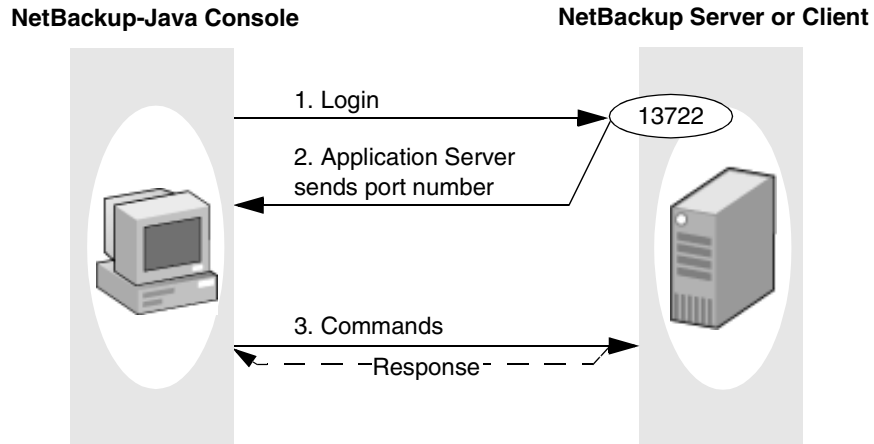 NetBackup-Java Console
NetBackup Server or Client
1. Login
13722
2. Application Server
sends port number
3. Commands
Response